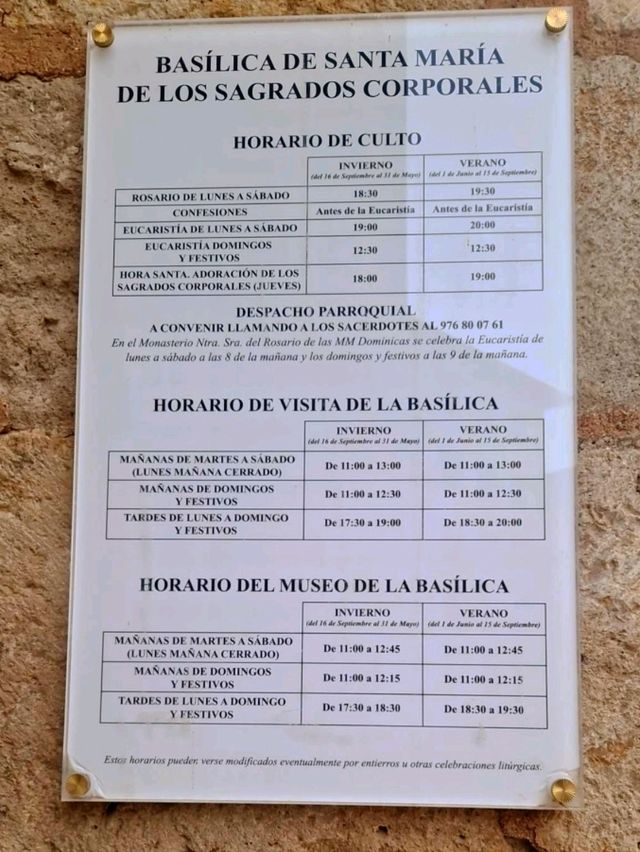 BASÍLICA DE SANTA MARÍA
DE LOS SAGRADOS CORPORALES
HORARIO DE CULTO
INVIERNO VERANO
(del 16 de Septiembre al 31 de Mayo) (del 1 de Junio al 15 de Septiembre)
ROSARIO DE LUNES A SÁBADO 18:30 19:30
CONFESIONES Antes de la Eucaristía Antes de la Eucaristía
EUCARISTÍA DE LUNES A SÁBADO 19:00 20:00
EUCARISTÍA DOMINGOS
Y FESTIVOS 12:30 12:30
HORA SANTA. ADORACIÓN DE LOS
SAGRADOS CORPORALES (JUEVES) 18:00 19:00
DESPACHO PARROQUIAL
A CONVENIR LLAMANDO A LOS SACERDOTES AL 976 80 07 61
En el Monasterio Ntra. Sra. del Rosario de las MM Dominicas se celebra la Eucaristía de
lunes a sábado a las 8 de la mañana y los domingos y festivos a las 9 de la mañana.
HORARIO DE VISITA DE LA BASÍLICA
INVIERNO VERANO
(del 16 de Septiembre al 31 de Mayo) (del 1 de Junio al 15 de Septiembre)
MAÑANAS DE MARTES A SÁBADO
(LUNES MAÑANA CERRADO) De 11:00 a 13:00 De 11:00 a 13:00
MAÑANAS DE DOMINGOS
Y FESTIVOS De 11:00 a 12:30 De 11:00 a 12:30
TARDES DE LUNES A DOMINGO
Y FESTIVOS De 17:30 a 19:00 De 18:30 a 20:00
HORARIO DEL MUSEO DE LA BASÍLICA
INVIERNO VERANO
(del 16 de Septiembre al 31 de Mayo) (del 1 de Junio al 15 de Septiembre)
MAÑANAS DE MARTES A SÁBADO
(LUNES MAÑANA CERRADO) De 11:00 a 12:45 De 11:00 a 12:45
MAÑANAS DE DOMINGOS
Y FESTIVOS De 11:00 a 12:15 De 11:00 a 12:15
TARDES DE LUNES A DOMINGO
Y FESTIVOS De 17:30 a 18:30 De 18:30 a 19:30
Estos horarios pueden verse modificados eventualmente por entierros u otras celebraciones litúrgicas.